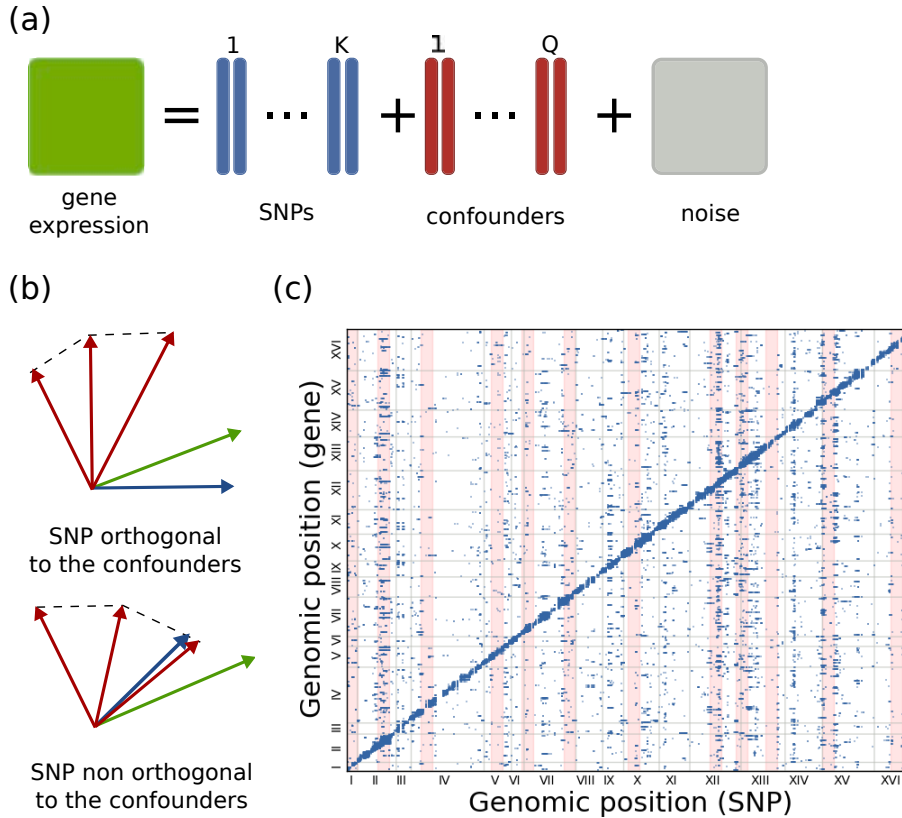 (a)
1 K 1 Q
= ... + ... +
gene
expression
SNPs
confounders
noise
(b)
SNP orthogonal
to the confounders
SNP non orthogonal
to the confounders
(c)
Genomic position (gene)
XVI
XV
XIV
XIII
XII
XI
X
IX
VIII
VII
VI
V
IV
III
II
I
I II III IV V VI VII VIII IX X XI XII XIII XIV XV XVI
Genomic position (SNP)